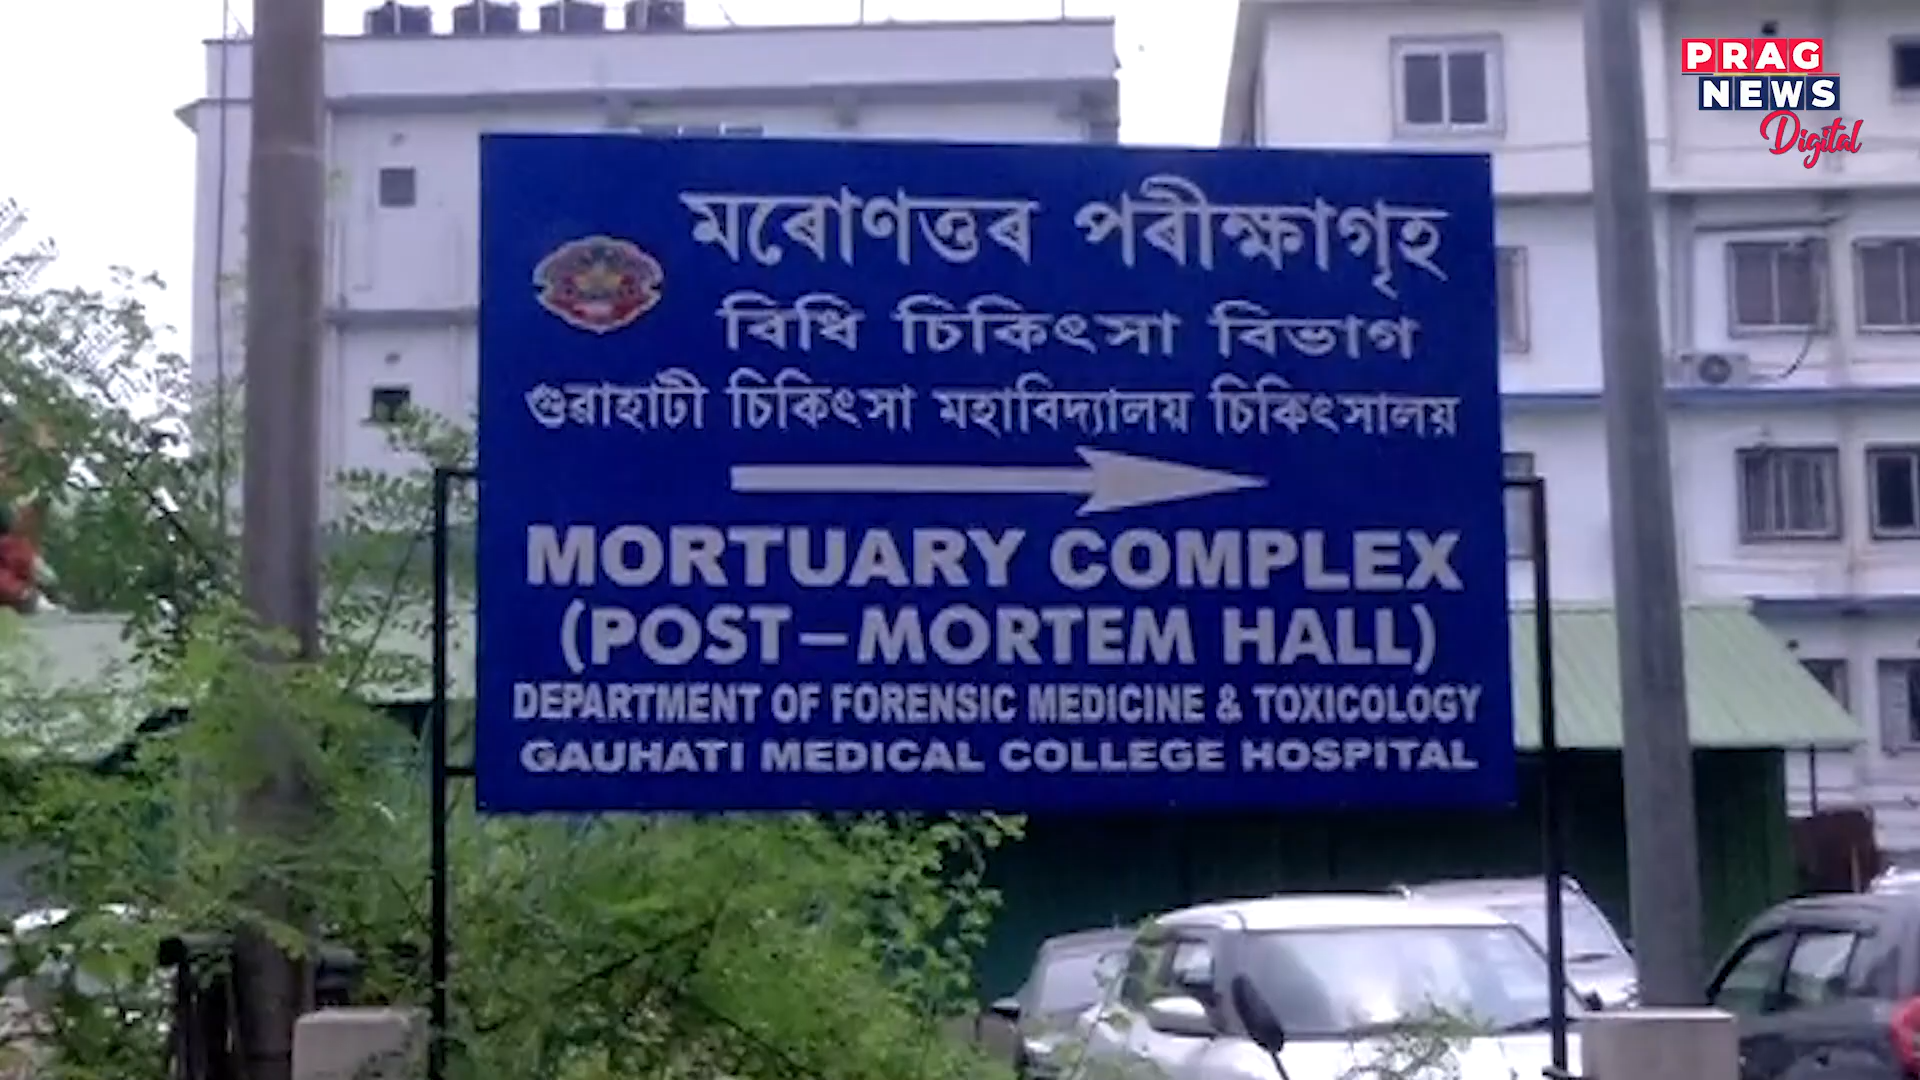 PRAG
NEWS
Digital
মৰোণত্তৰ পৰীক্ষাগৃহ
বিধি চিকিৎসা বিভাগ
গুৱাহাটী চিকিৎসা মহাবিদ্যালয় চিকিৎসালয়
MORTUARY COMPLEX
(POST-MORTEM HALL)
DEPARTMENT OF FORENSIC MEDICINE & TOXICOLOGY
GAUHATI MEDICAL COLLEGE HOSPITAL